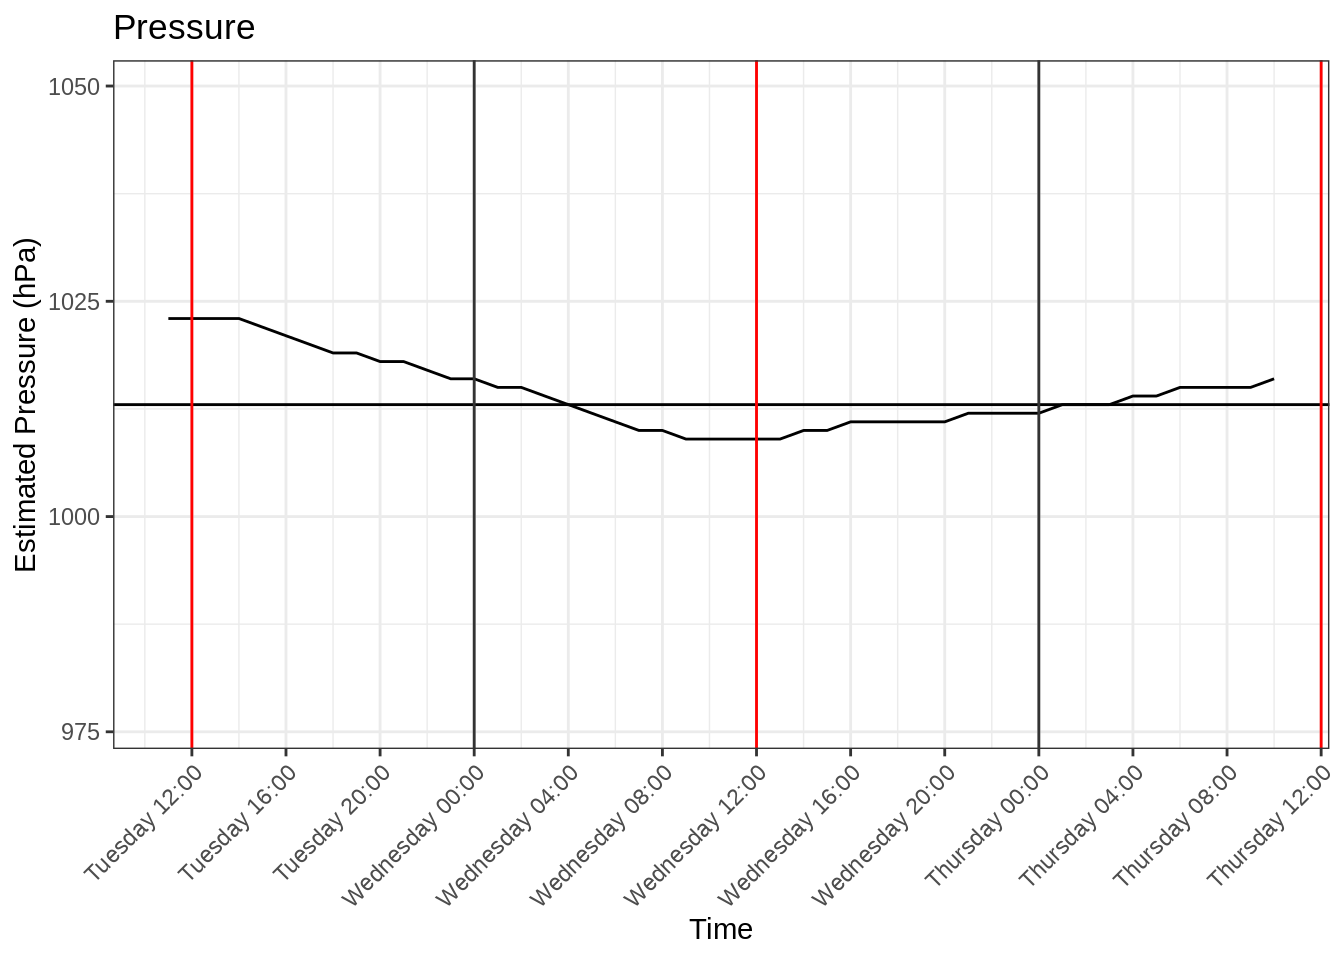 Pressure
Estimated Pressure (hPa)
1050
1025
1000
975
Tuesday 12:00
Tuesday 16:00
Tuesday 20:00
Wednesday 00:00
Wednesday 04:00
Wednesday 08:00
Wednesday 12:00
Wednesday 16:00
Wednesday 20:00
Thursday 00:00
Thursday 04:00
Thursday 08:00
Thursday 12:00
Time